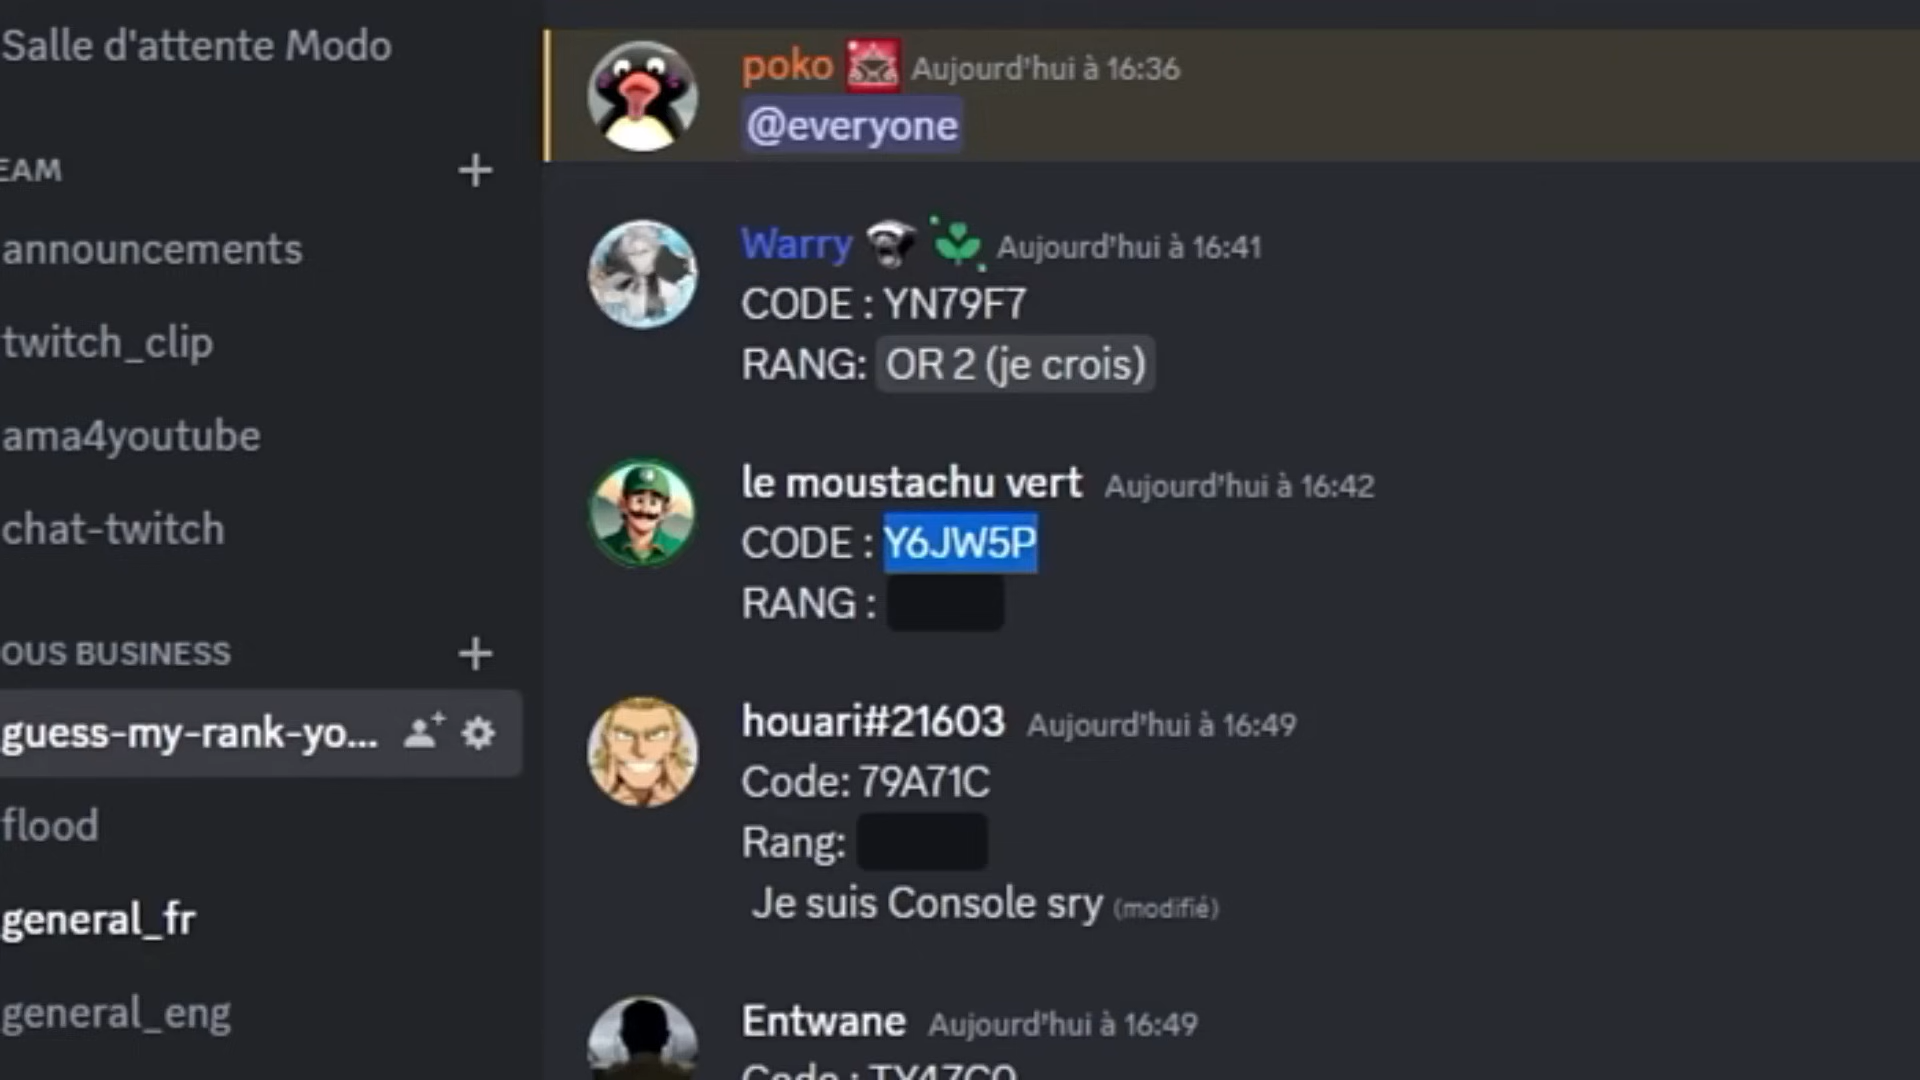 Salle d'attente Modo
EAM
announcements
twitch_clip
ama4youtube
chat-twitch
OUS BUSINESS
guess-my-rank-yo...
flood
general_fr
general_eng
poko Aujourd'hui à 16:36
@everyone
Warry Aujourd'hui à 16:41
CODE : YN79F7
RANG: OR 2 (je crois)
le moustachu vert Aujourd'hui à 16:42
CODE : Y6JW5P
RANG :
houari#21603 Aujourd'hui à 16:49
Code: 79A71C
Rang:
Je suis Console sry (modifié)
Entwane Aujourd'hui à 16:49
Code :